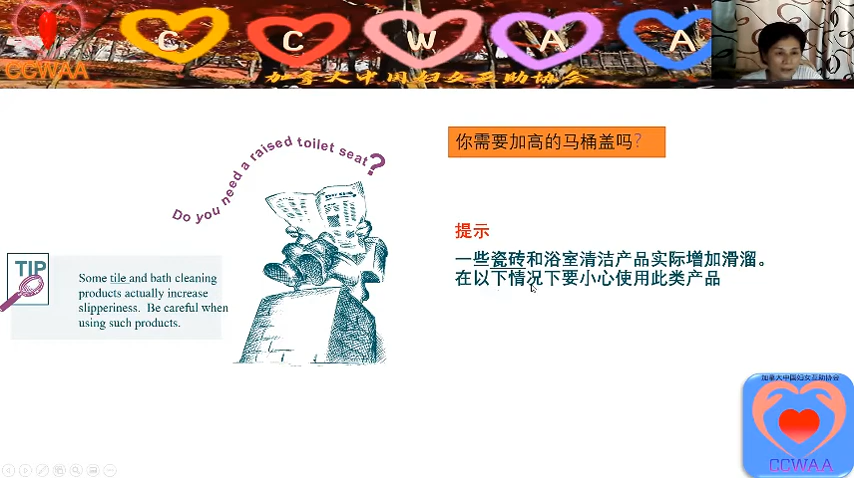 C C W A A
CCWAA
加拿大中国妇女互助协会
Do you need a raised toilet seat?
你需要加高的马桶盖吗？
提示
TIP
一些瓷砖和浴室清洁产品实际增加滑溜。
在以下情况下要小心使用此类产品
Some tile and bath cleaning
products actually increase
slipperiness. Be careful when
using such products.
加拿大中国妇女互助协会
CCWAA